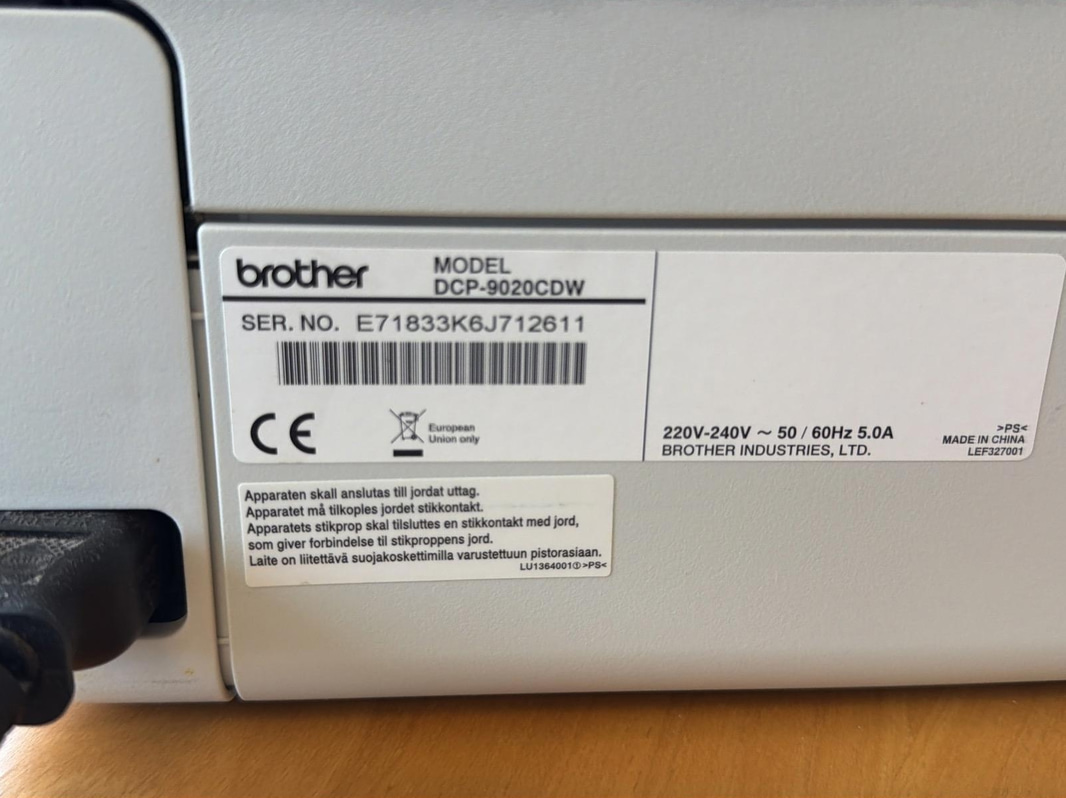 brother
MODEL
DCP-9020CDW
SER. NO. E71833K6J712611
CE
European
Union only
220V-240V ~ 50 / 60Hz 5.0A
BROTHER INDUSTRIES, LTD.
>PS<
MADE IN CHINA
LEF327001
Apparaten skall anslutas till jordat uttag.
Apparatet må tilkoples jordet stikkontakt.
Apparatets stikprop skal tilsluttes en stikkontakt med jord,
som giver forbindelse til stikproppens jord.
Laite on liitettävä suojakoskettimilla varustettuun pistorasiaan.
LU1364001① >PS<